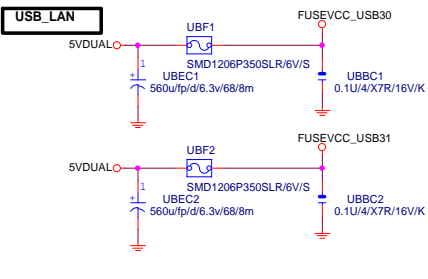 USB_LAN
UBF1
FUSEVCC_USB30
5VDUAL
SMD1206P350SLR/6V/S
1
+
UBEC1
560u/fp/d/6.3v/68/8m
UBBC1
0.1U/4/X7R/16V/K
UBF2
FUSEVCC_USB31
5VDUAL
SMD1206P350SLR/6V/S
1
+
UBEC2
560u/fp/d/6.3v/68/8m
UBBC2
0.1U/4/X7R/16V/K